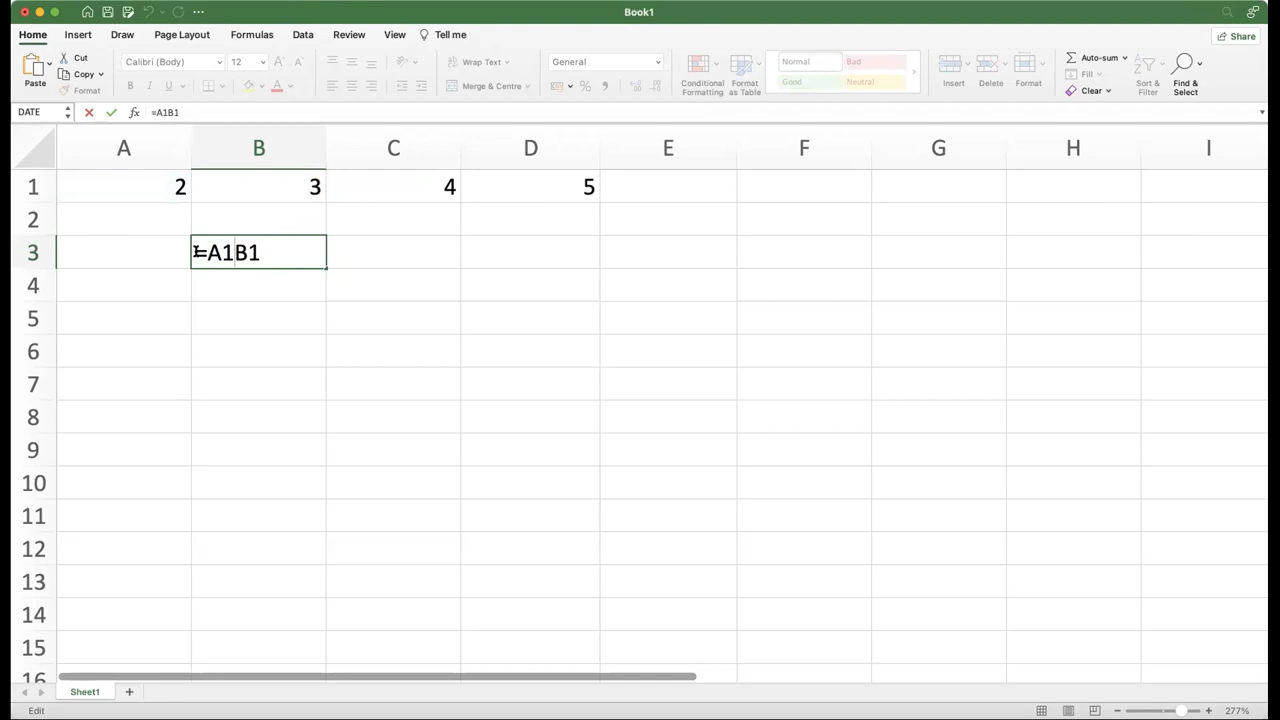 Book1
Home Insert Draw Page Layout Formulas Data Review View Tell me Share
Cut Calibri (Body) 12 A A Wrap Text General Normal Bad Auto-sum
Copy Fill
Paste Format B I U A Merge & Centre % Conditional Formatting Format as Table Good Neutral Insert Delete Format Clear Sort & Filter Find & Select
DATE fx =A1B1
A B C D E F G H I
1 2 3 4 5
2
3 =A1B1
4
5
6
7
8
9
10
11
12
13
14
15
16
Sheet1 +
Edit - + 277%